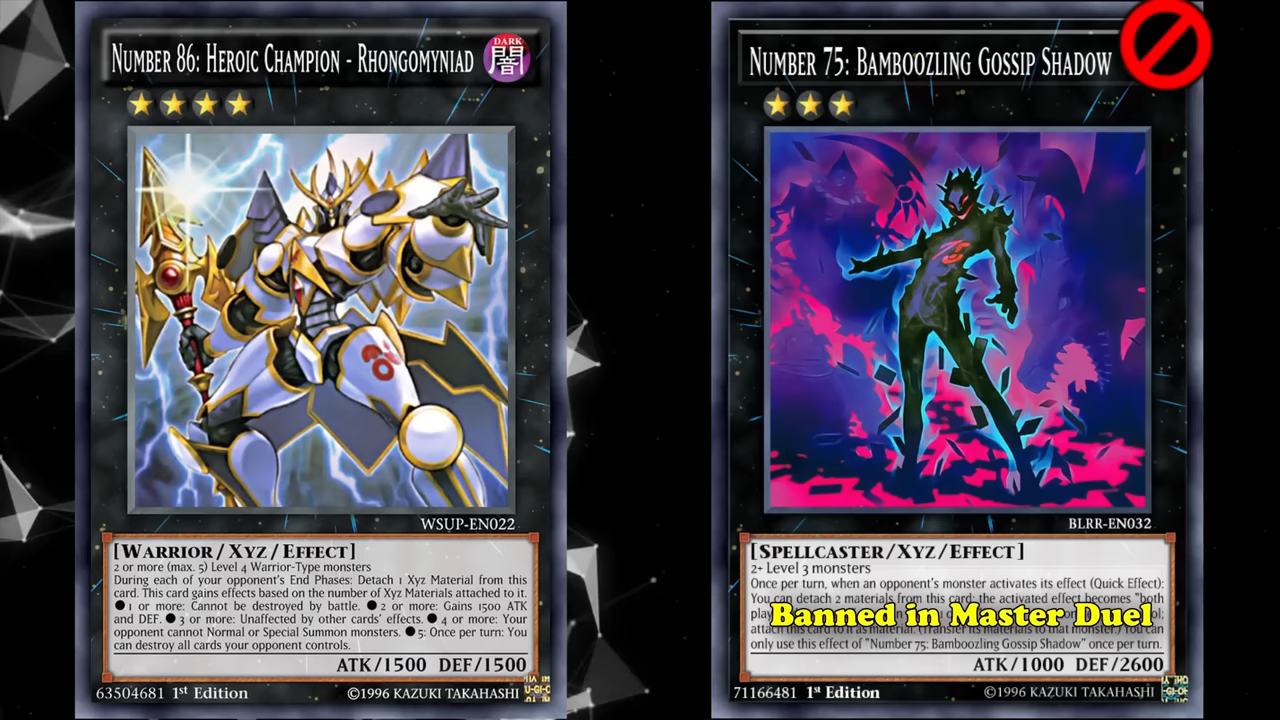 NUMBER 86: HEROIC CHAMPION - RHONGOMYNIAD
DARK
闇
WSUP-EN022
[WARRIOR / XYZ / EFFECT]
2 or more (max. 5) Level 4 Warrior-Type monsters
During each of your opponent's End Phases: Detach 1 Xyz Material from this
card. This card gains effects based on the number of Xyz Materials attached to it.
●1 or more: Cannot be destroyed by battle. ●2 or more: Gains 1500 ATK
and DEF. ●3 or more: Unaffected by other cards' effects. ●4 or more: Your
opponent cannot Normal or Special Summon monsters. ●5: Once per turn: You
can destroy all cards your opponent controls.
ATK/1500 DEF/1500
63504681 1st Edition
©1996 KAZUKI TAKAHASHI
NUMBER 75: BAMBOOZLING GOSSIP SHADOW
BLRR-EN032
[SPELLCASTER/XYZ/EFFECT]
2+ Level 3 monsters
Once per turn, when an opponent's monster activates its effect (Quick Effect):
You can detach 2 materials from this card; the activated effect becomes "both
Banned in Master Duel
attach this card to it as material. (Transfer its materials to that monster.) You can
only use this effect of "Number 75: Bamboozling Gossip Shadow" once per turn.
ATK/1000 DEF/2600
71166481 1st Edition
©1996 KAZUKI TAKAHASHI